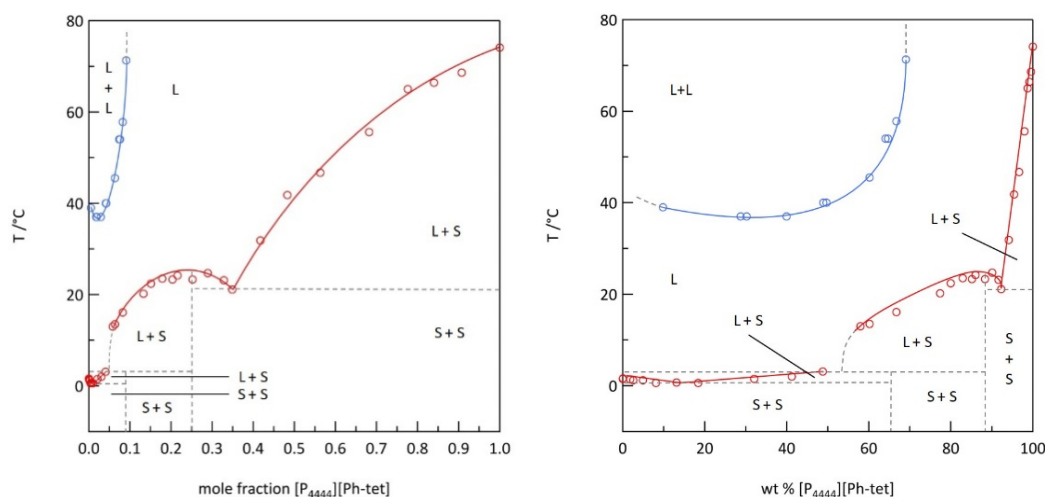 80
60
40
20
0
T /°C
L
+
L
L
L + S
L + S
S + S
L + S
S + S
S + S
0.0 0.1 0.2 0.3 0.4 0.5 0.6 0.7 0.8 0.9 1.0
mole fraction [P4444][Ph-tet]
80
60
40
20
0
T /°C
L+L
L
L + S
L + S
L + S
S
+
S
S + S
S + S
0 20 40 60 80 100
wt % [P4444][Ph-tet]